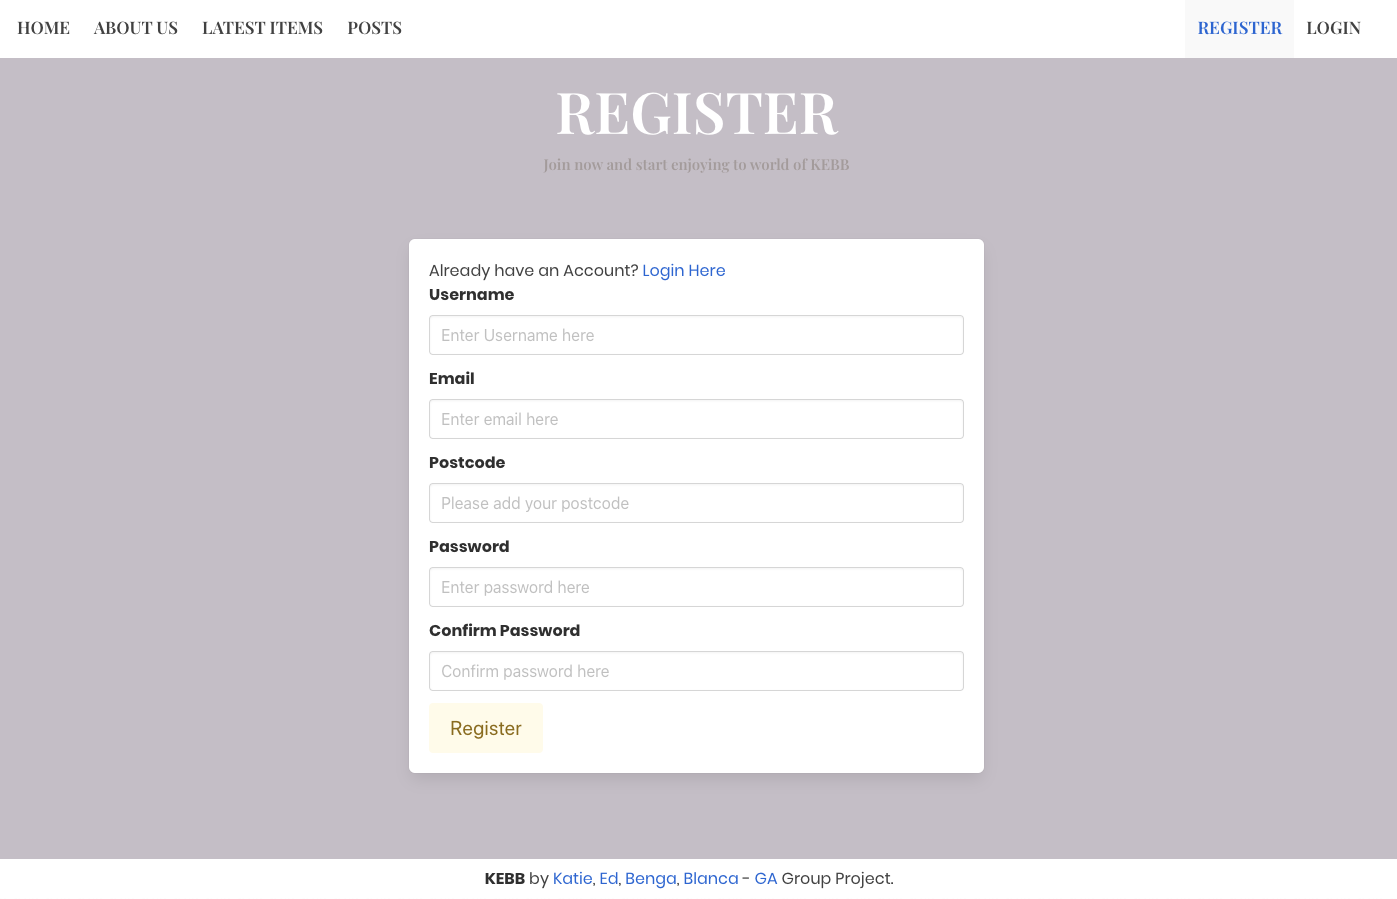 HOME ABOUT US LATEST ITEMS POSTS REGISTER LOGIN
REGISTER
Join now and start enjoying to world of KEBB
Already have an Account? Login Here
Username
Enter Username here
Email
Enter email here
Postcode
Please add your postcode
Password
Enter password here
Confirm Password
Confirm password here
Register
KEBB by Katie, Ed, Benga, Blanca - GA Group Project.